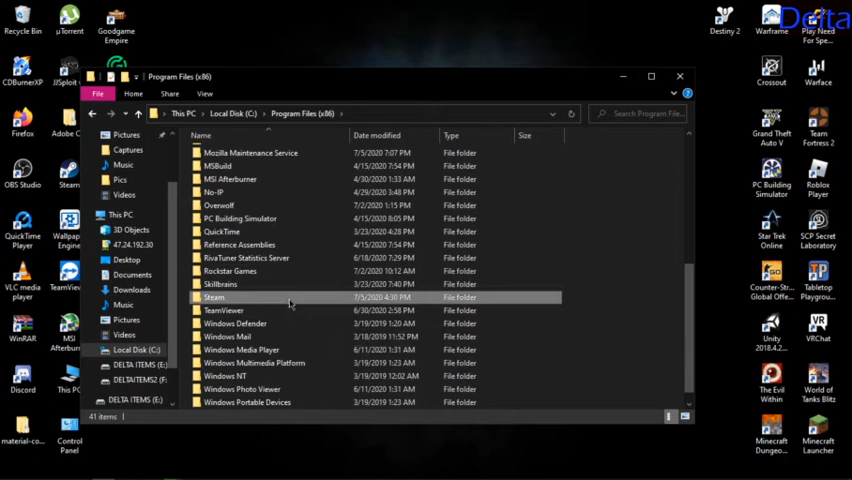 Recycle Bin
µTorrent
Goodgame
Empire
Destiny 2
Warframe
Play Need
For Spe...
Delta
Program Files (x86)
File
Home
Share
View
This PC
Local Disk (C:)
Program Files (x86)
Search Program File...
Name
Date modified
Type
Size
Pictures
Captures
Music
Pics
Videos
This PC
3D Objects
47.24.192.30
Desktop
Documents
Downloads
Music
Pictures
Videos
Local Disk (C:)
DELTA ITEMS (E:)
DELTAITEMS2 (F:
DELTA ITEMS (E:)
Mozilla Maintenance Service 7/5/2020 7:07 PM File folder
MSBuild 4/15/2020 7:54 PM File folder
MSI Afterburner 4/30/2020 1:33 AM File folder
No-IP 4/29/2020 3:48 PM File folder
Overwolf 7/2/2020 1:15 PM File folder
PC Building Simulator 4/15/2020 8:05 PM File folder
QuickTime 3/23/2020 4:28 PM File folder
Reference Assemblies 4/15/2020 7:54 PM File folder
RivaTuner Statistics Server 6/18/2020 7:29 PM File folder
Rockstar Games 7/2/2020 10:12 AM File folder
Skillbrains 3/23/2020 7:40 PM File folder
Steam 7/5/2020 4:30 PM File folder
TeamViewer 6/30/2020 2:58 PM File folder
Windows Defender 3/19/2019 1:20 AM File folder
Windows Mail 3/18/2019 11:52 PM File folder
Windows Media Player 6/11/2020 1:31 AM File folder
Windows Multimedia Platform 3/19/2019 1:23 AM File folder
Windows NT 3/19/2019 12:02 AM File folder
Windows Photo Viewer 6/11/2020 1:31 AM File folder
Windows Portable Devices 3/19/2019 1:23 AM File folder
41 items
CDBurnerXP
JJSploit
Firefox
Adobe C
OBS Studio
Steam
QuickTime
Player
Wallpap
Engine
VLC media
player
TeamView
WinRAR
MSI
Afterbur
Discord
This PC
material-co...
Control
Panel
Crossout
Warface
Grand Theft
Auto V
Team
Fortress 2
PC Building
Simulator
Roblox
Player
Star Trek
Online
SCP Secret
Laboratory
Counter-Str...
Global Offe...
Tabletop
Simulator
Unity
2018.4.2...
VRChat
The Evil
Within
World of
Tanks Blitz
Minecraft
Dungeo...
Minecraft
Launcher